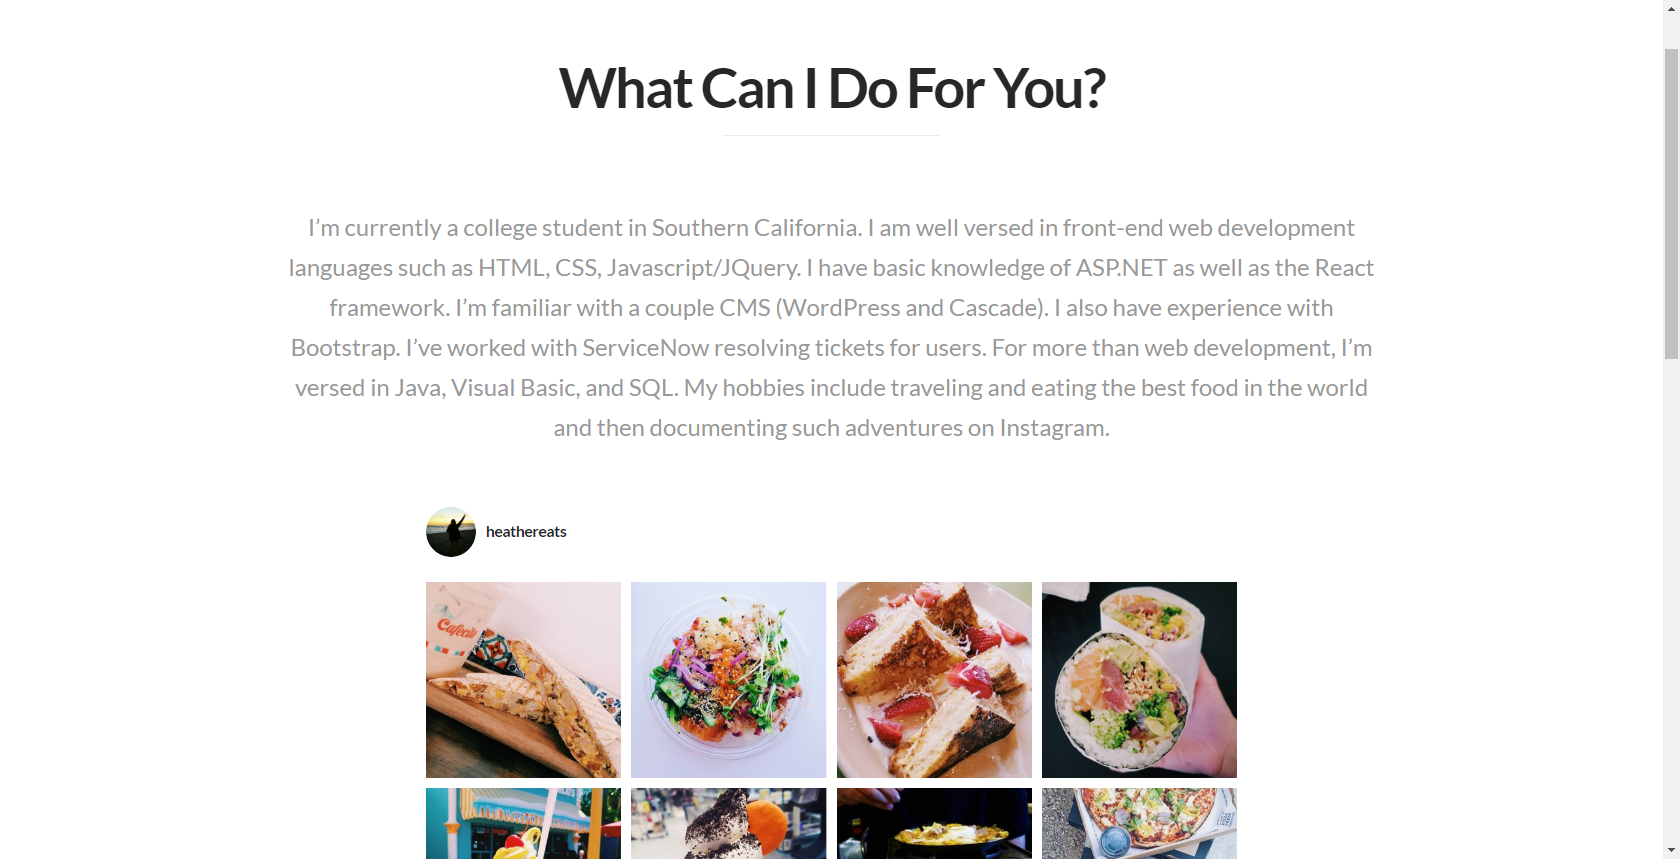 What Can I Do For You?
I’m currently a college student in Southern California. I am well versed in front-end web development
languages such as HTML, CSS, Javascript/JQuery. I have basic knowledge of ASP.NET as well as the React
framework. I’m familiar with a couple CMS (WordPress and Cascade). I also have experience with
Bootstrap. I’ve worked with ServiceNow resolving tickets for users. For more than web development, I’m
versed in Java, Visual Basic, and SQL. My hobbies include traveling and eating the best food in the world
and then documenting such adventures on Instagram.
heathereats